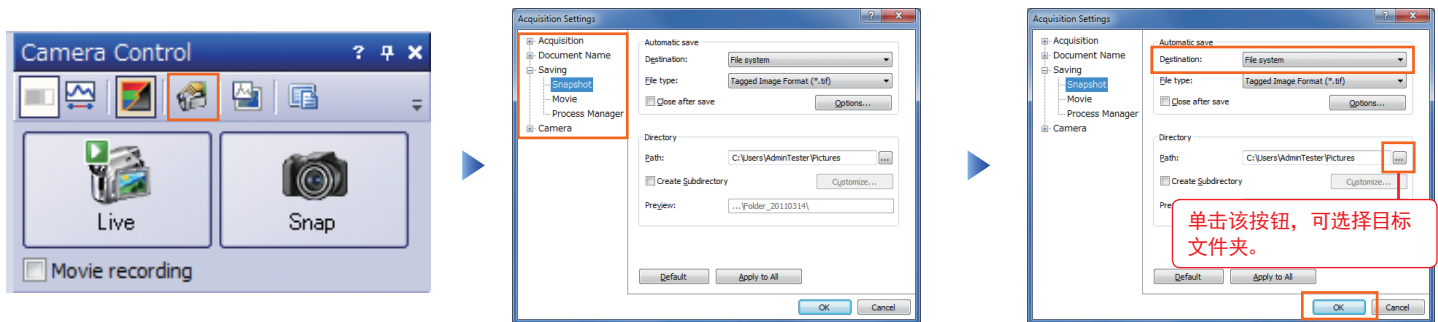 Camera Control
Live
Snap
Movie recording
Acquisition Settings
Acquisition
Document Name
Saving
Snapshot
Movie
Process Manager
Camera
Automatic save
Destination:
File system
File type:
Tagged Image Format (*.tif)
Close after save
Options...
Directory
Path:
C:\Users\AdminTester\Pictures
...
Create Subdirectory
Customize...
Preview:
...\Folder_20110314\
Default
Apply to All
OK
Cancel
Acquisition Settings
Acquisition
Document Name
Saving
Snapshot
Movie
Process Manager
Camera
Automatic save
Destination:
File system
File type:
Tagged Image Format (*.tif)
Close after save
Options...
Directory
Path:
C:\Users\AdminTester\Pictures
...
Create Subdirectory
Customize...
Pre
单击该按钮，可选择目标
文件夹。
Default
Apply to All
OK
Cancel